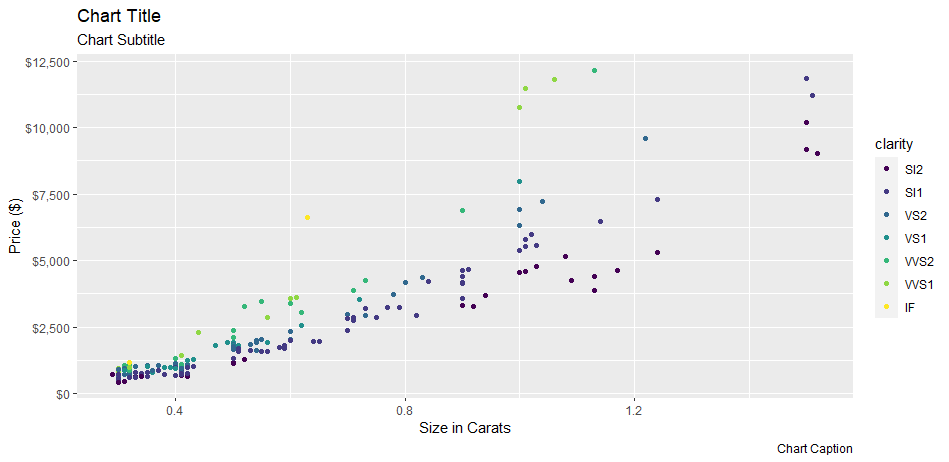 Chart Title
Chart Subtitle
$12,500
$10,000
$7,500
$5,000
$2,500
$0
Price ($)
0.4
0.8
1.2
Size in Carats
clarity
SI2
SI1
VS2
VS1
VVS2
VVS1
IF
Chart Caption